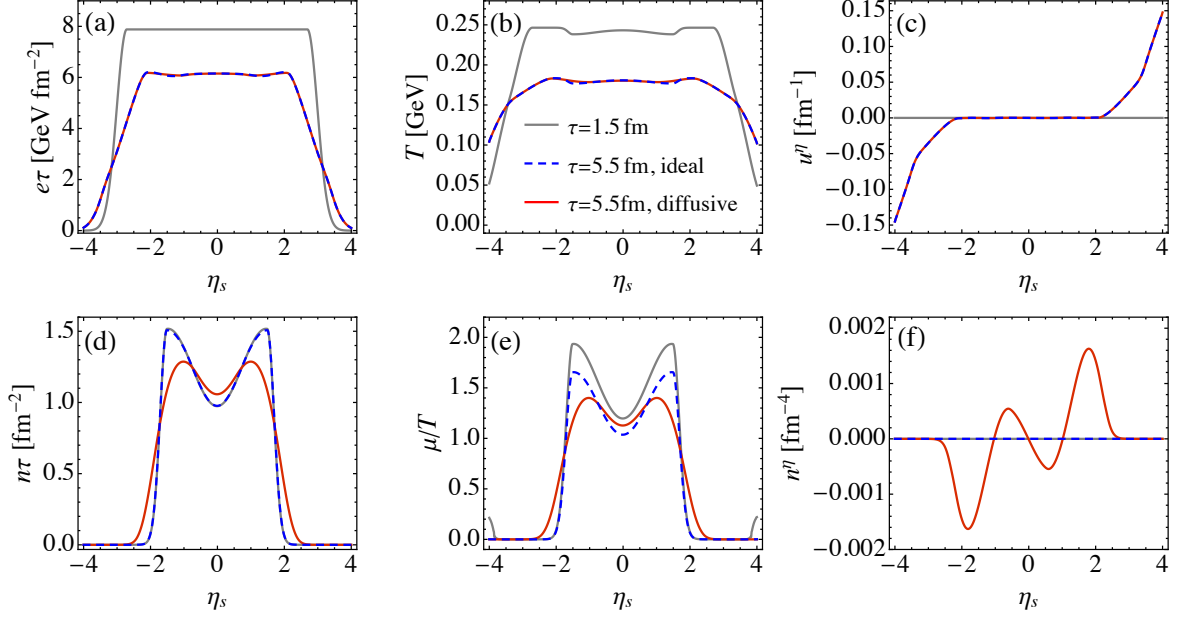 (a)
8
6
4
2
0
eτ [GeV fm⁻²]
−4 −2 0 2 4
ηₛ
(b)
0.25
0.20
0.15
0.10
0.05
0.00
T [GeV]
τ=1.5 fm
τ=5.5 fm, ideal
τ=5.5fm, diffusive
−4 −2 0 2 4
ηₛ
(c)
0.15
0.10
0.05
0.00
−0.05
−0.10
−0.15
u^η [fm⁻¹]
−4 −2 0 2 4
ηₛ
(d)
1.5
1.0
0.5
0.0
nτ [fm⁻²]
−4 −2 0 2 4
ηₛ
(e)
2.0
1.5
1.0
0.5
0.0
μ/T
−4 −2 0 2 4
ηₛ
(f)
0.002
0.001
0.000
−0.001
−0.002
n^η [fm⁻⁴]
−4 −2 0 2 4
ηₛ